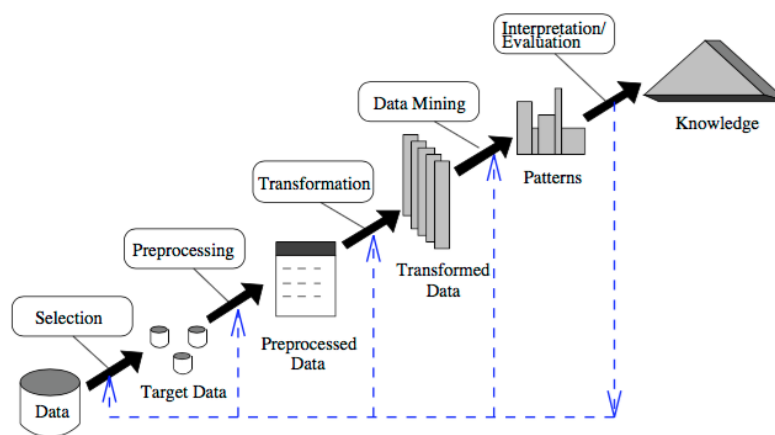 Interpretation/
Evaluation
Data Mining
Knowledge
Transformation
Patterns
Preprocessing
Transformed
Data
Selection
Preprocessed
Data
Target Data
Data